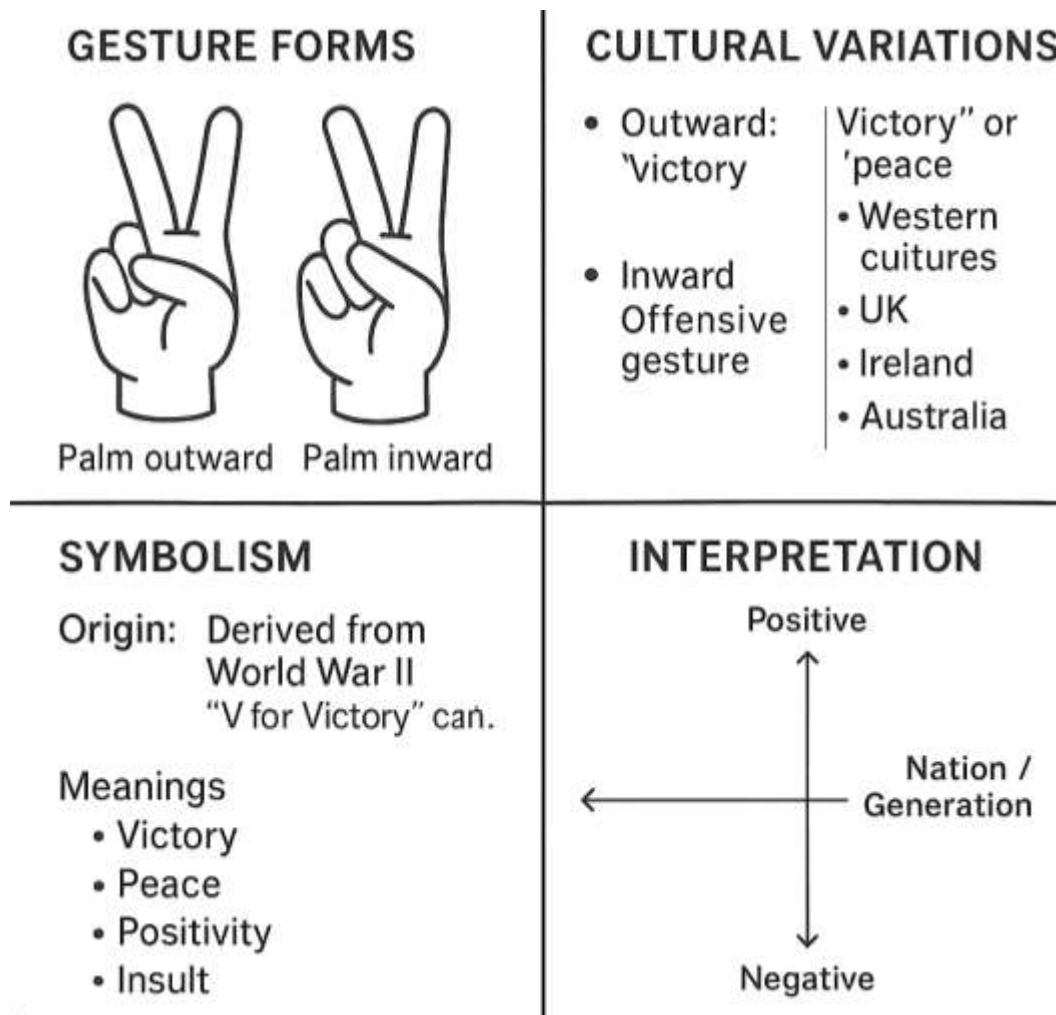 GESTURE FORMS
Palm outward Palm inward
CULTURAL VARIATIONS
• Outward:
“victory
• Inward
Offensive
gesture
Victory” or
'peace
• Western
cuitures
• UK
• Ireland
• Australia
SYMBOLISM
Origin: Derived from
World War II
“V for Victory” can.
Meanings
• Victory
• Peace
• Positivity
• Insult
INTERPRETATION
Positive
Nation /
Generation
Negative